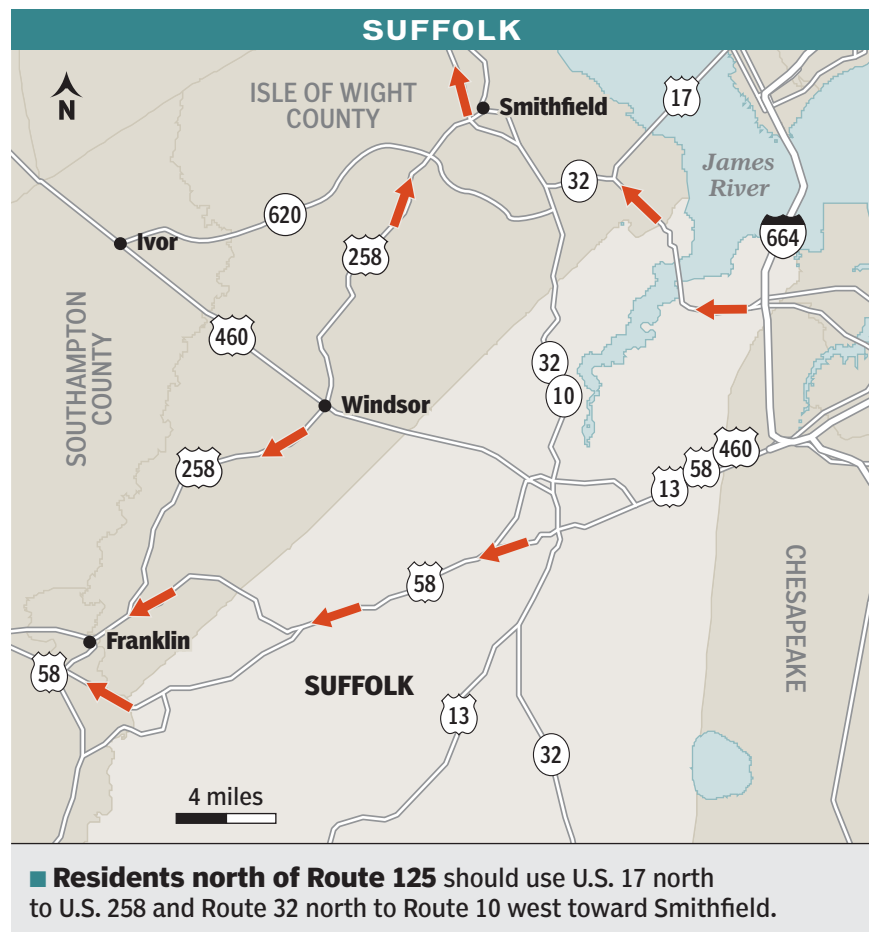 SUFFOLK
N
ISLE OF WIGHT
COUNTY
Smithfield
17
James
River
32
620
Ivor
258
664
SOUTHAMPTON
COUNTY
460
32
10
Windsor
258
460
58
13
CHESAPEAKE
58
Franklin
58
SUFFOLK
13
32
4 miles
■ Residents north of Route 125 should use U.S. 17 north
to U.S. 258 and Route 32 north to Route 10 west toward Smithfield.